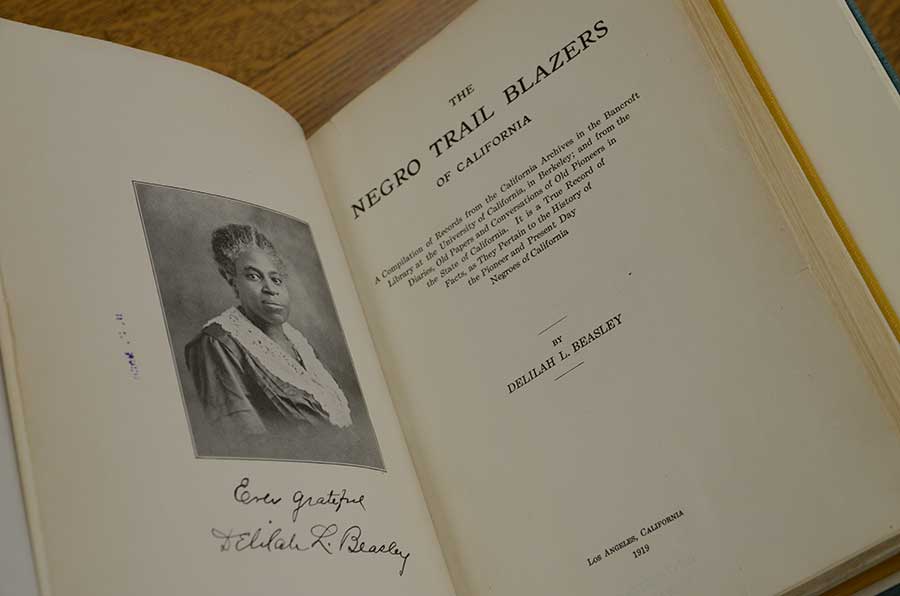 Ever grateful
Delilah L. Beasley
THE
NEGRO TRAIL BLAZERS
OF CALIFORNIA
A Compilation of Records from the California Archives in the Bancroft
Library at the University of California, in Berkeley; and from the
Diaries, Old Papers and Conversations of Old Pioneers in
the State of California. It is a True Record of
Facts, as They Pertain to the History of
the Pioneer and Present Day
Negroes of California
BY
DELILAH L. BEASLEY
LOS ANGELES, CALIFORNIA
1919